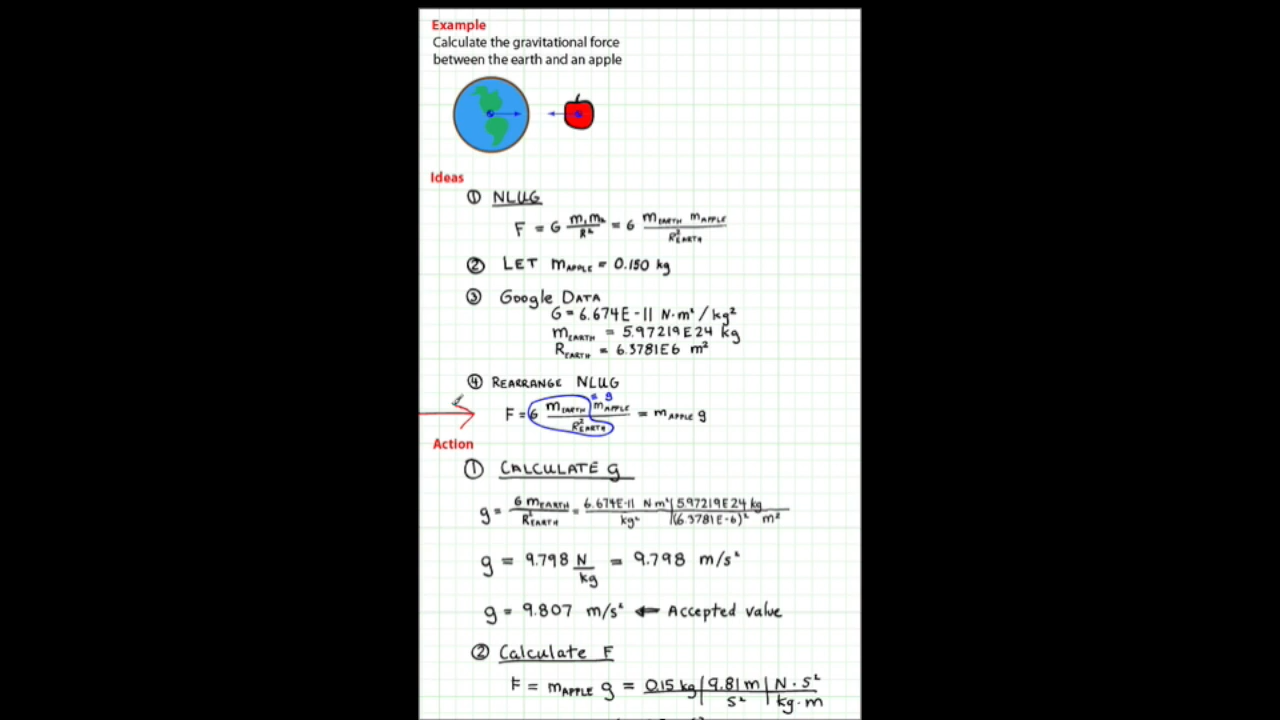 Example
Calculate the gravitational force
between the earth and an apple
Ideas
① NLUG
F = G m₁m₂/R² = G m_EARTH m_APPLE / R²_EARTH
② LET m_APPLE = 0.150 kg
③ Google DATA
G = 6.674E-11 N·m²/kg²
m_EARTH = 5.97219E24 kg
R_EARTH = 6.3781E6 m²
④ REARRANGE NLUG
= g
F = G m_EARTH m_APPLE / R²_EARTH = m_APPLE g
Action
① CALCULATE g
g = G m_EARTH / R²_EARTH = 6.674E-11 N m² | 5.97219E24 kg / kg² | (6.3781E-6)² m²
g = 9.798 N/kg = 9.798 m/s²
g = 9.807 m/s² ⇐ Accepted value
② Calculate F
F = m_APPLE g = 0.15 kg | 9.81 m | N·s² / s² | kg·m